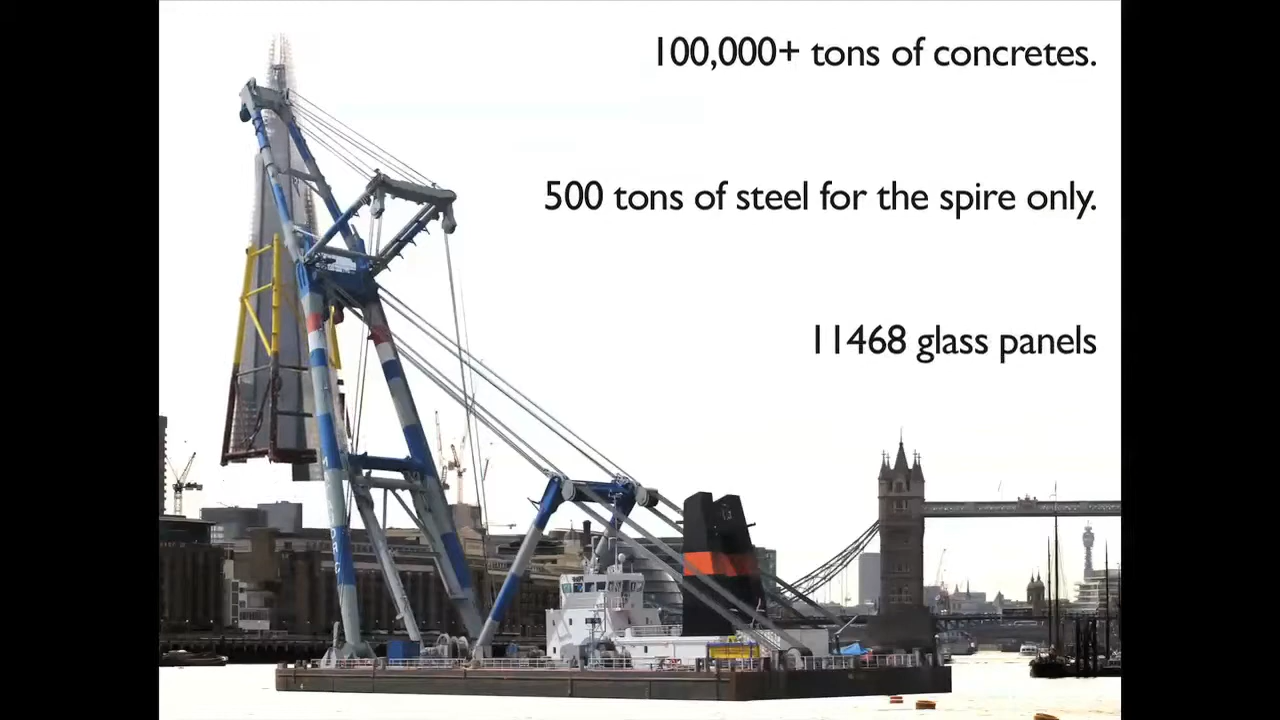 100,000+ tons of concretes.
500 tons of steel for the spire only.
11468 glass panels